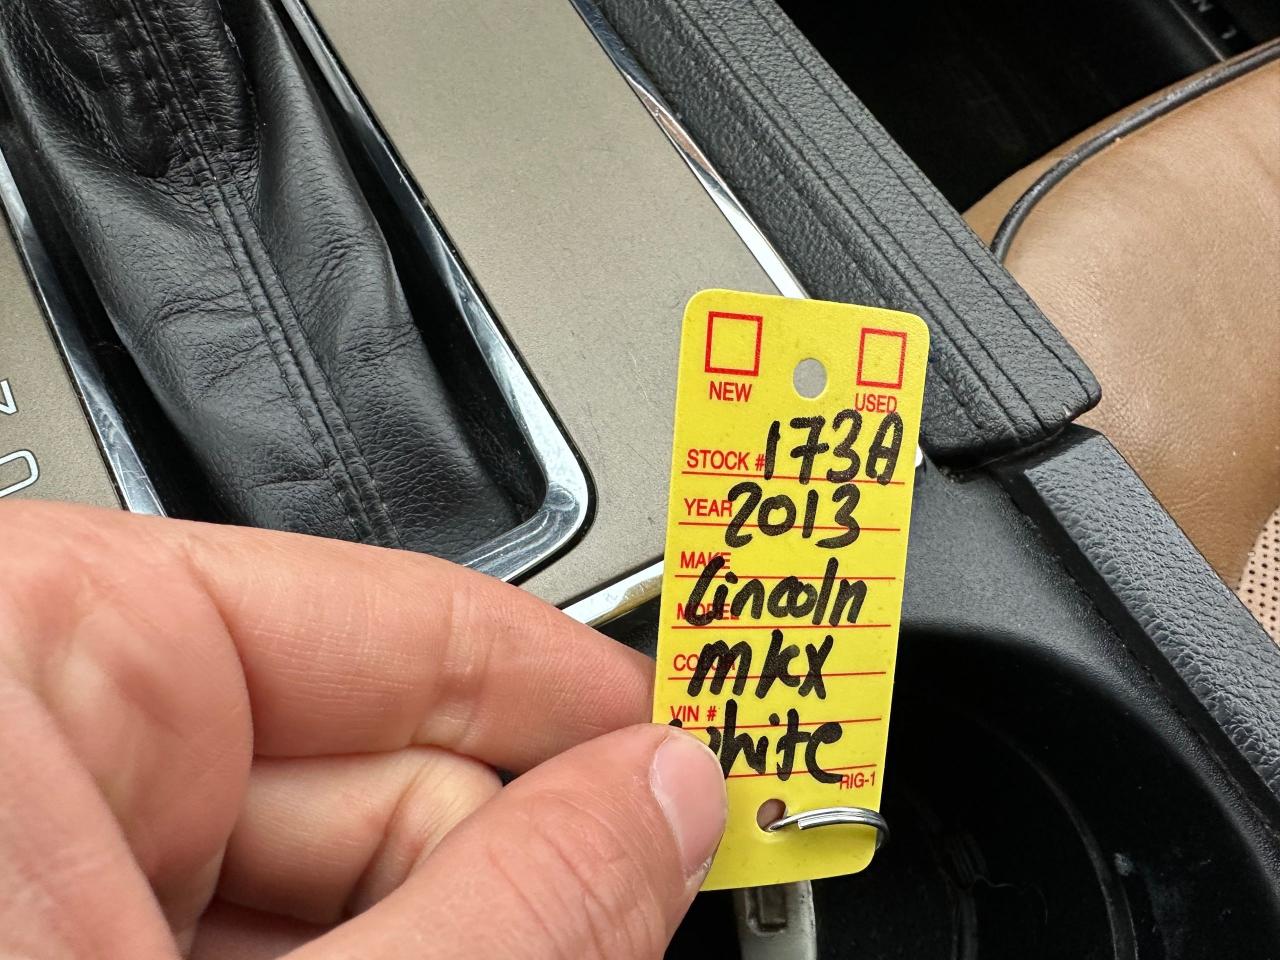 NEW USED
STOCK # 173A
YEAR 2013
MAKE Lincoln
MODEL
COLOR mkx
VIN # white
RIG-1
N
D